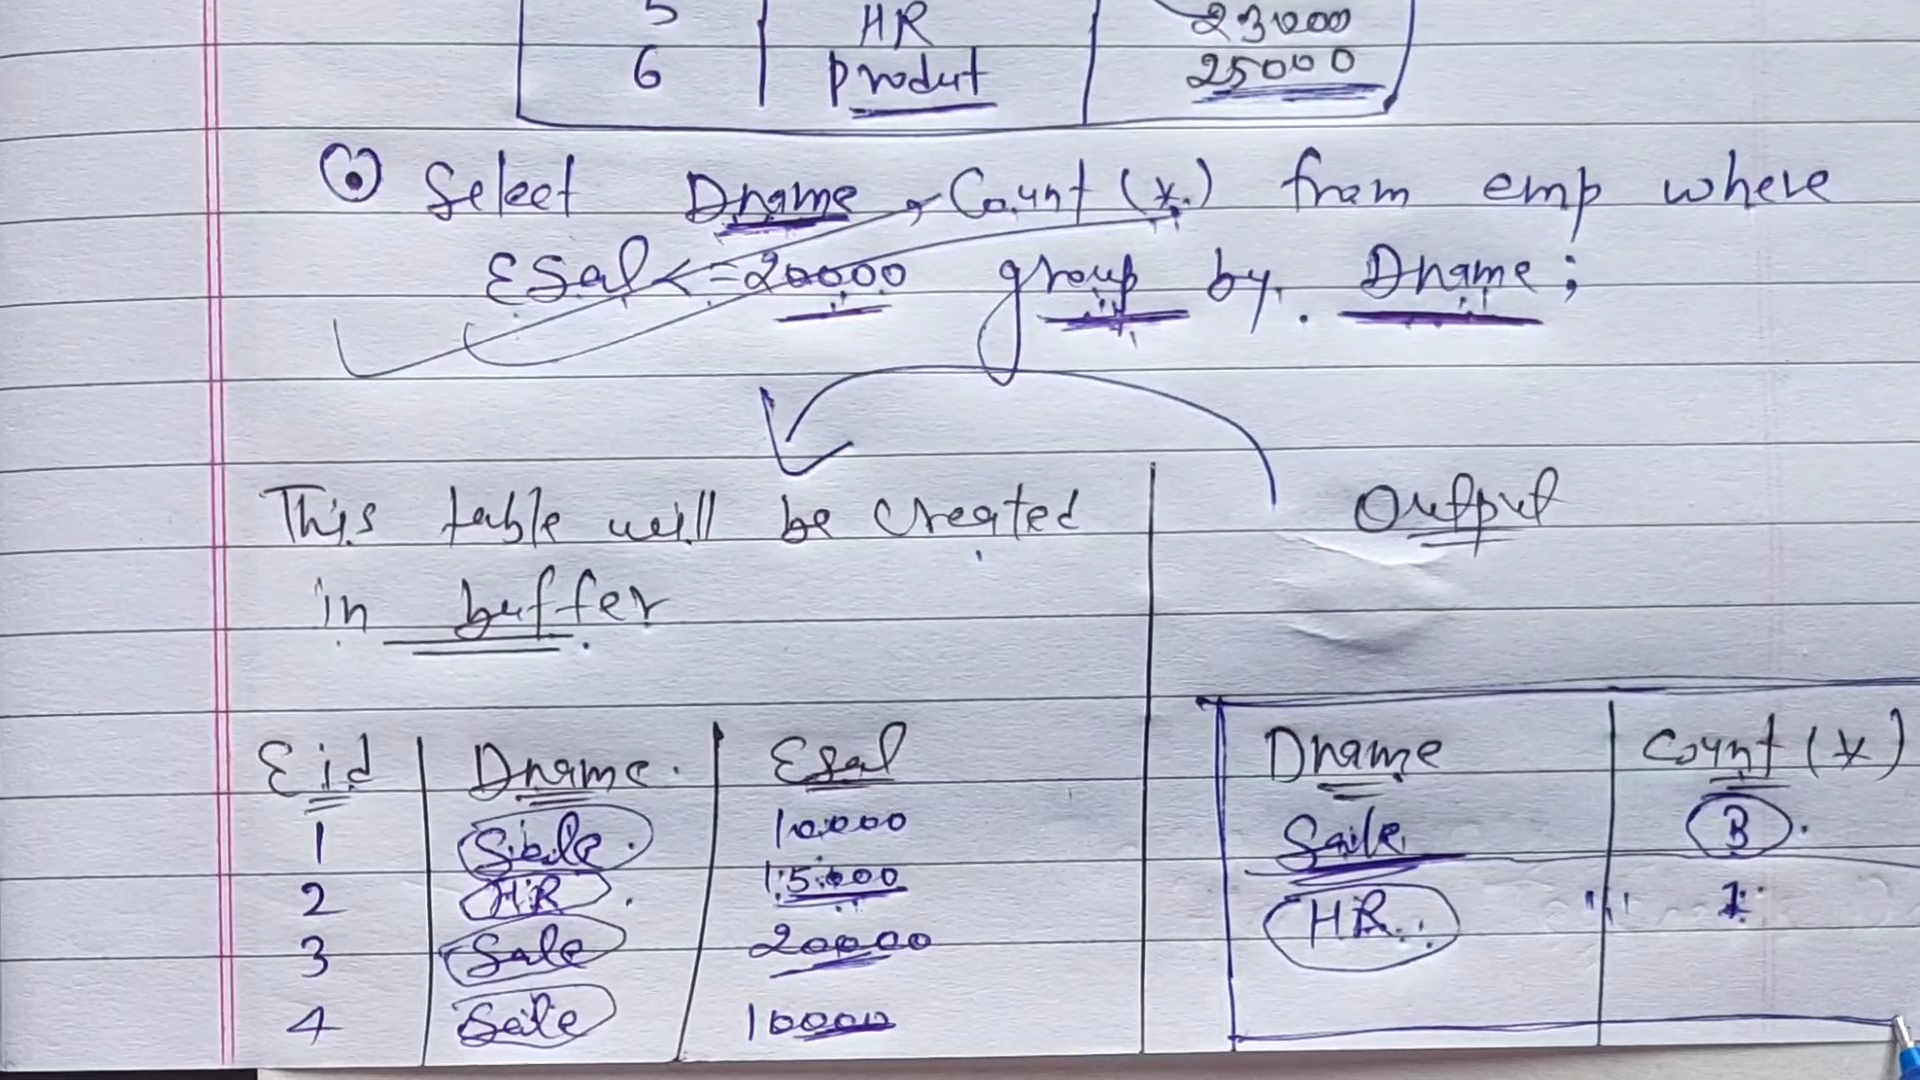 5 HR 23000
6 produt 25000
Select Dname, Count (*) from emp where
ESal <= 20000 group by Dname;
This table will be created
in buffer
Output
Eid Dname Esal
1 Sale 10000
2 HR 15000
3 Sale 20000
4 Sale 10000
Dname Count (*)
Sale 3
HR 1